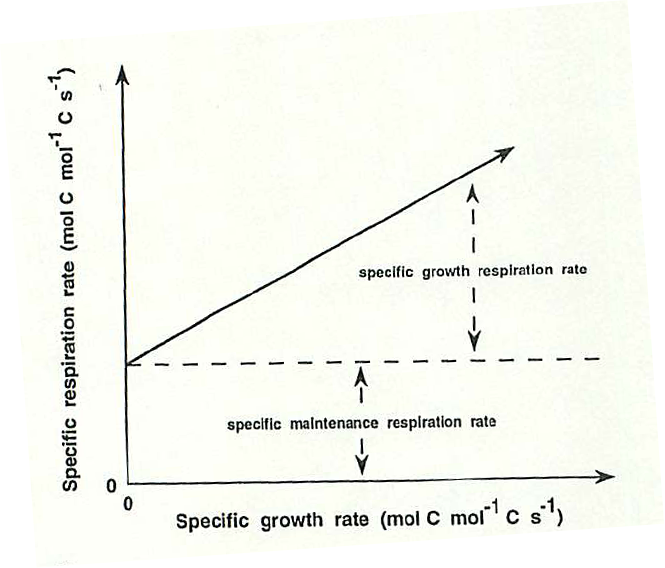 Specific respiration rate (mol C mol⁻¹ C s⁻¹)
specific growth respiration rate
specific maintenance respiration rate
0
0
Specific growth rate (mol C mol⁻¹ C s⁻¹)